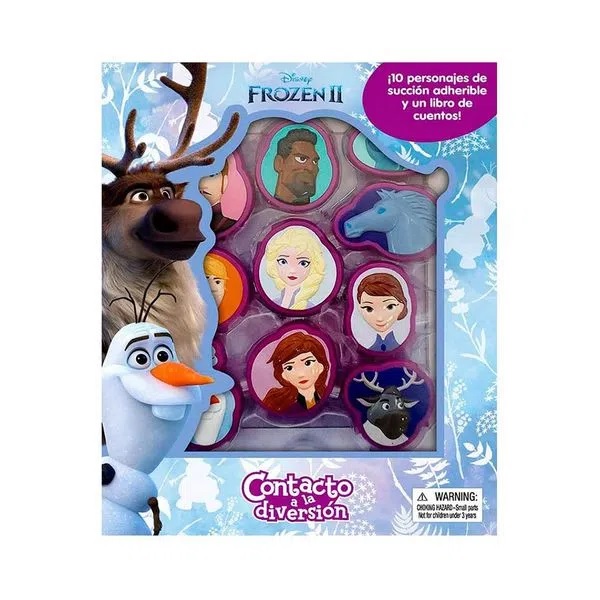 ¡10 personajes de
succión adherible
y un libro de
cuentos!
Disney
FROZEN II
Contacto
a la
diversión
WARNING:
CHOKING HAZARD-Small parts
Not for children under 3 years